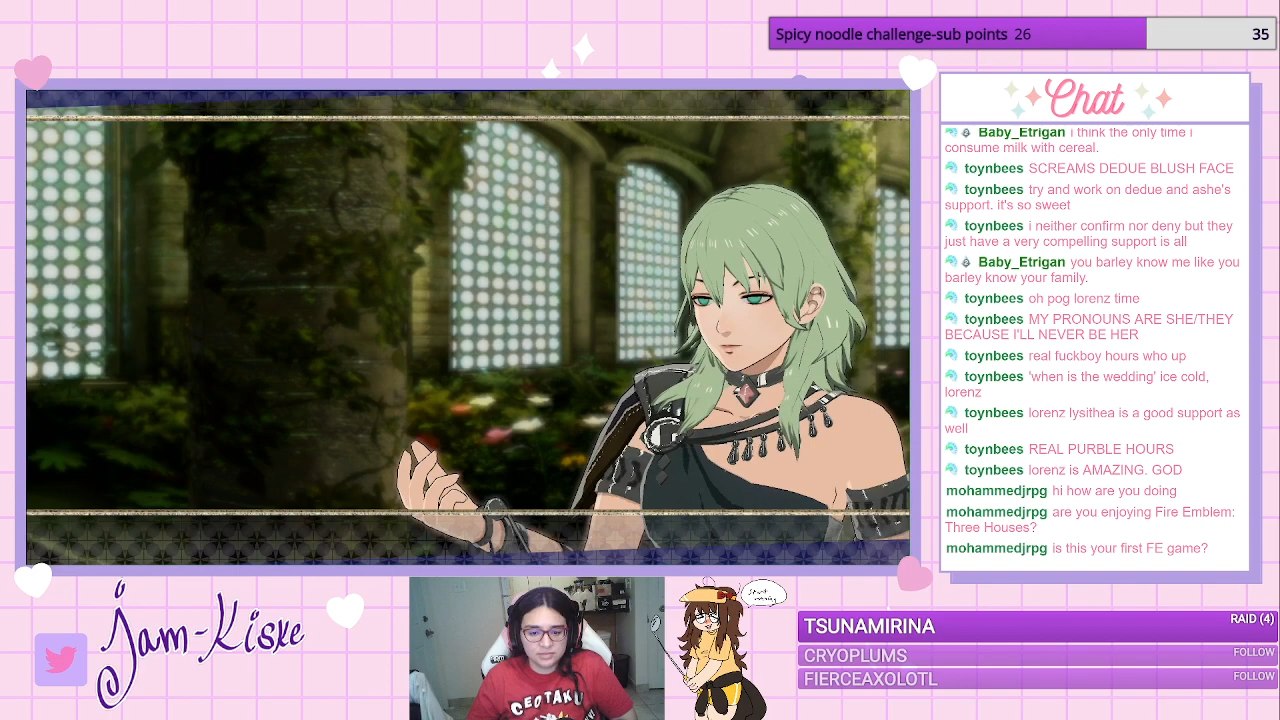 Spicy noodle challenge-sub points 26 35
Chat
Baby_Etrigan i think the only time i
consume milk with cereal.
toynbees SCREAMS DEDUE BLUSH FACE
toynbees try and work on dedue and ashe's
support. it's so sweet
toynbees i neither confirm nor deny but they
just have a very compelling support is all
Baby_Etrigan you barley know me like you
barley know your family.
toynbees oh pog lorenz time
toynbees MY PRONOUNS ARE SHE/THEY
BECAUSE I'LL NEVER BE HER
toynbees real fuckboy hours who up
toynbees 'when is the wedding' ice cold,
lorenz
toynbees lorenz lysithea is a good support as
well
toynbees REAL PURBLE HOURS
toynbees lorenz is AMAZING. GOD
mohammedjrpg hi how are you doing
mohammedjrpg are you enjoying Fire Emblem:
Three Houses?
mohammedjrpg is this your first FE game?
@Jam-Kiske
GEOTAKU
TSUNAMIRINA RAID (4)
CRYOPLUMS FOLLOW
FIERCEAXOLOTL FOLLOW